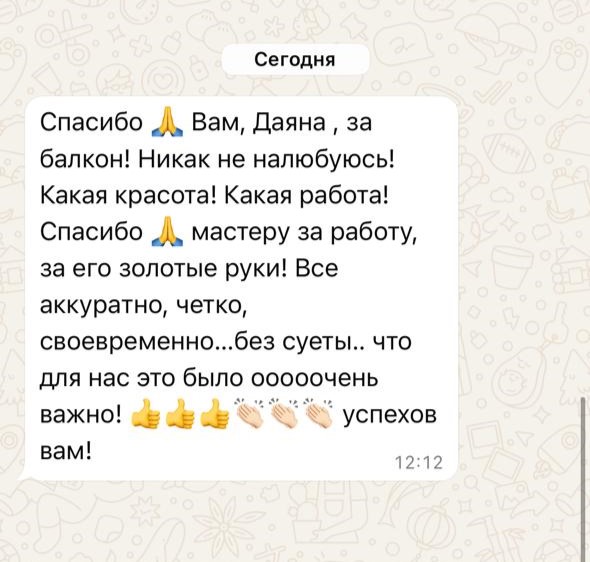 Сегодня
Спасибо 🙏 Вам, Даяна , за
балкон! Никак не налюбуюсь!
Какая красота! Какая работа!
Спасибо 🙏 мастеру за работу,
за его золотые руки! Все
аккуратно, четко,
своевременно...без суеты.. что
для нас это было ооооочень
важно! 👍👍👍👏🏻👏🏻👏🏻 успехов
вам!
12:12